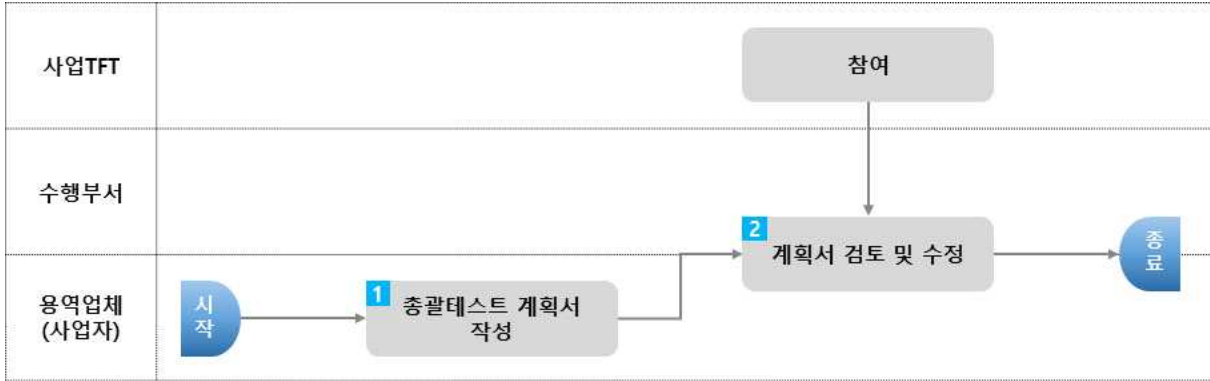 사업TFT
참여
수행부서
2
계획서 검토 및 수정
종
료
용역업체
(사업자)
시
작
1
총괄테스트 계획서
작성